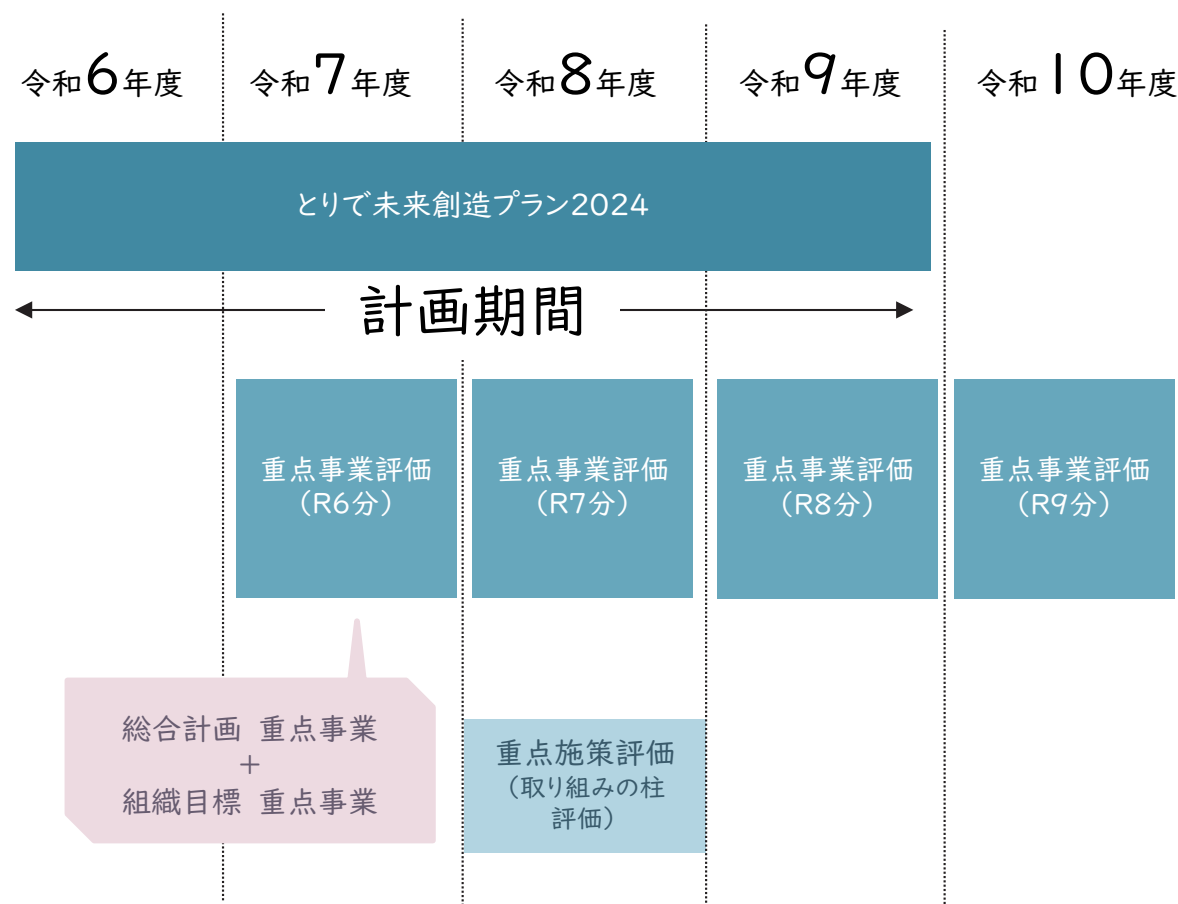 令和6年度
令和7年度
令和8年度
令和9年度
令和10年度
とりで未来創造プラン2024
計画期間
重点事業評価
（R6分）
重点事業評価
（R7分）
重点事業評価
（R8分）
重点事業評価
（R9分）
総合計画 重点事業
＋
組織目標 重点事業
重点施策評価
（取り組みの柱
評価）